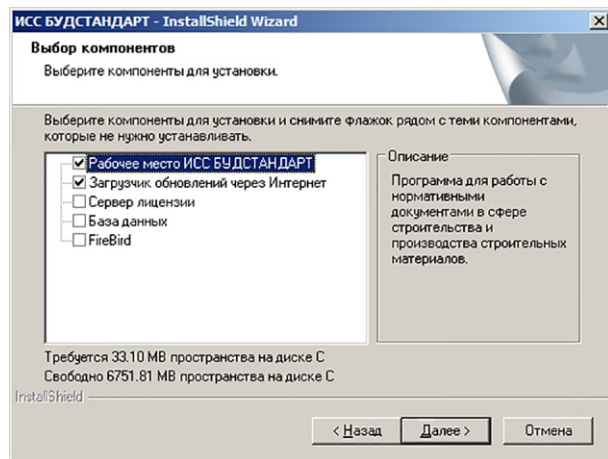 ИСС БУДСТАНДАРТ - InstallShield Wizard
Выбор компонентов
Выберите компоненты для установки.
Выберите компоненты для установки и снимите флажок рядом с теми компонентами,
которые не нужно устанавливать.
Рабочее место ИСС БУДСТАНДАРТ
Загрузчик обновлений через Интернет
Сервер лицензии
База данных
FireBird
Описание
Программа для работы с
нормативными
документами в сфере
строительства и
производства строительных
материалов.
Требуется 33.10 MB пространства на диске C
Свободно 6751.81 MB пространства на диске C
InstallShield
< Назад
Далее >
Отмена